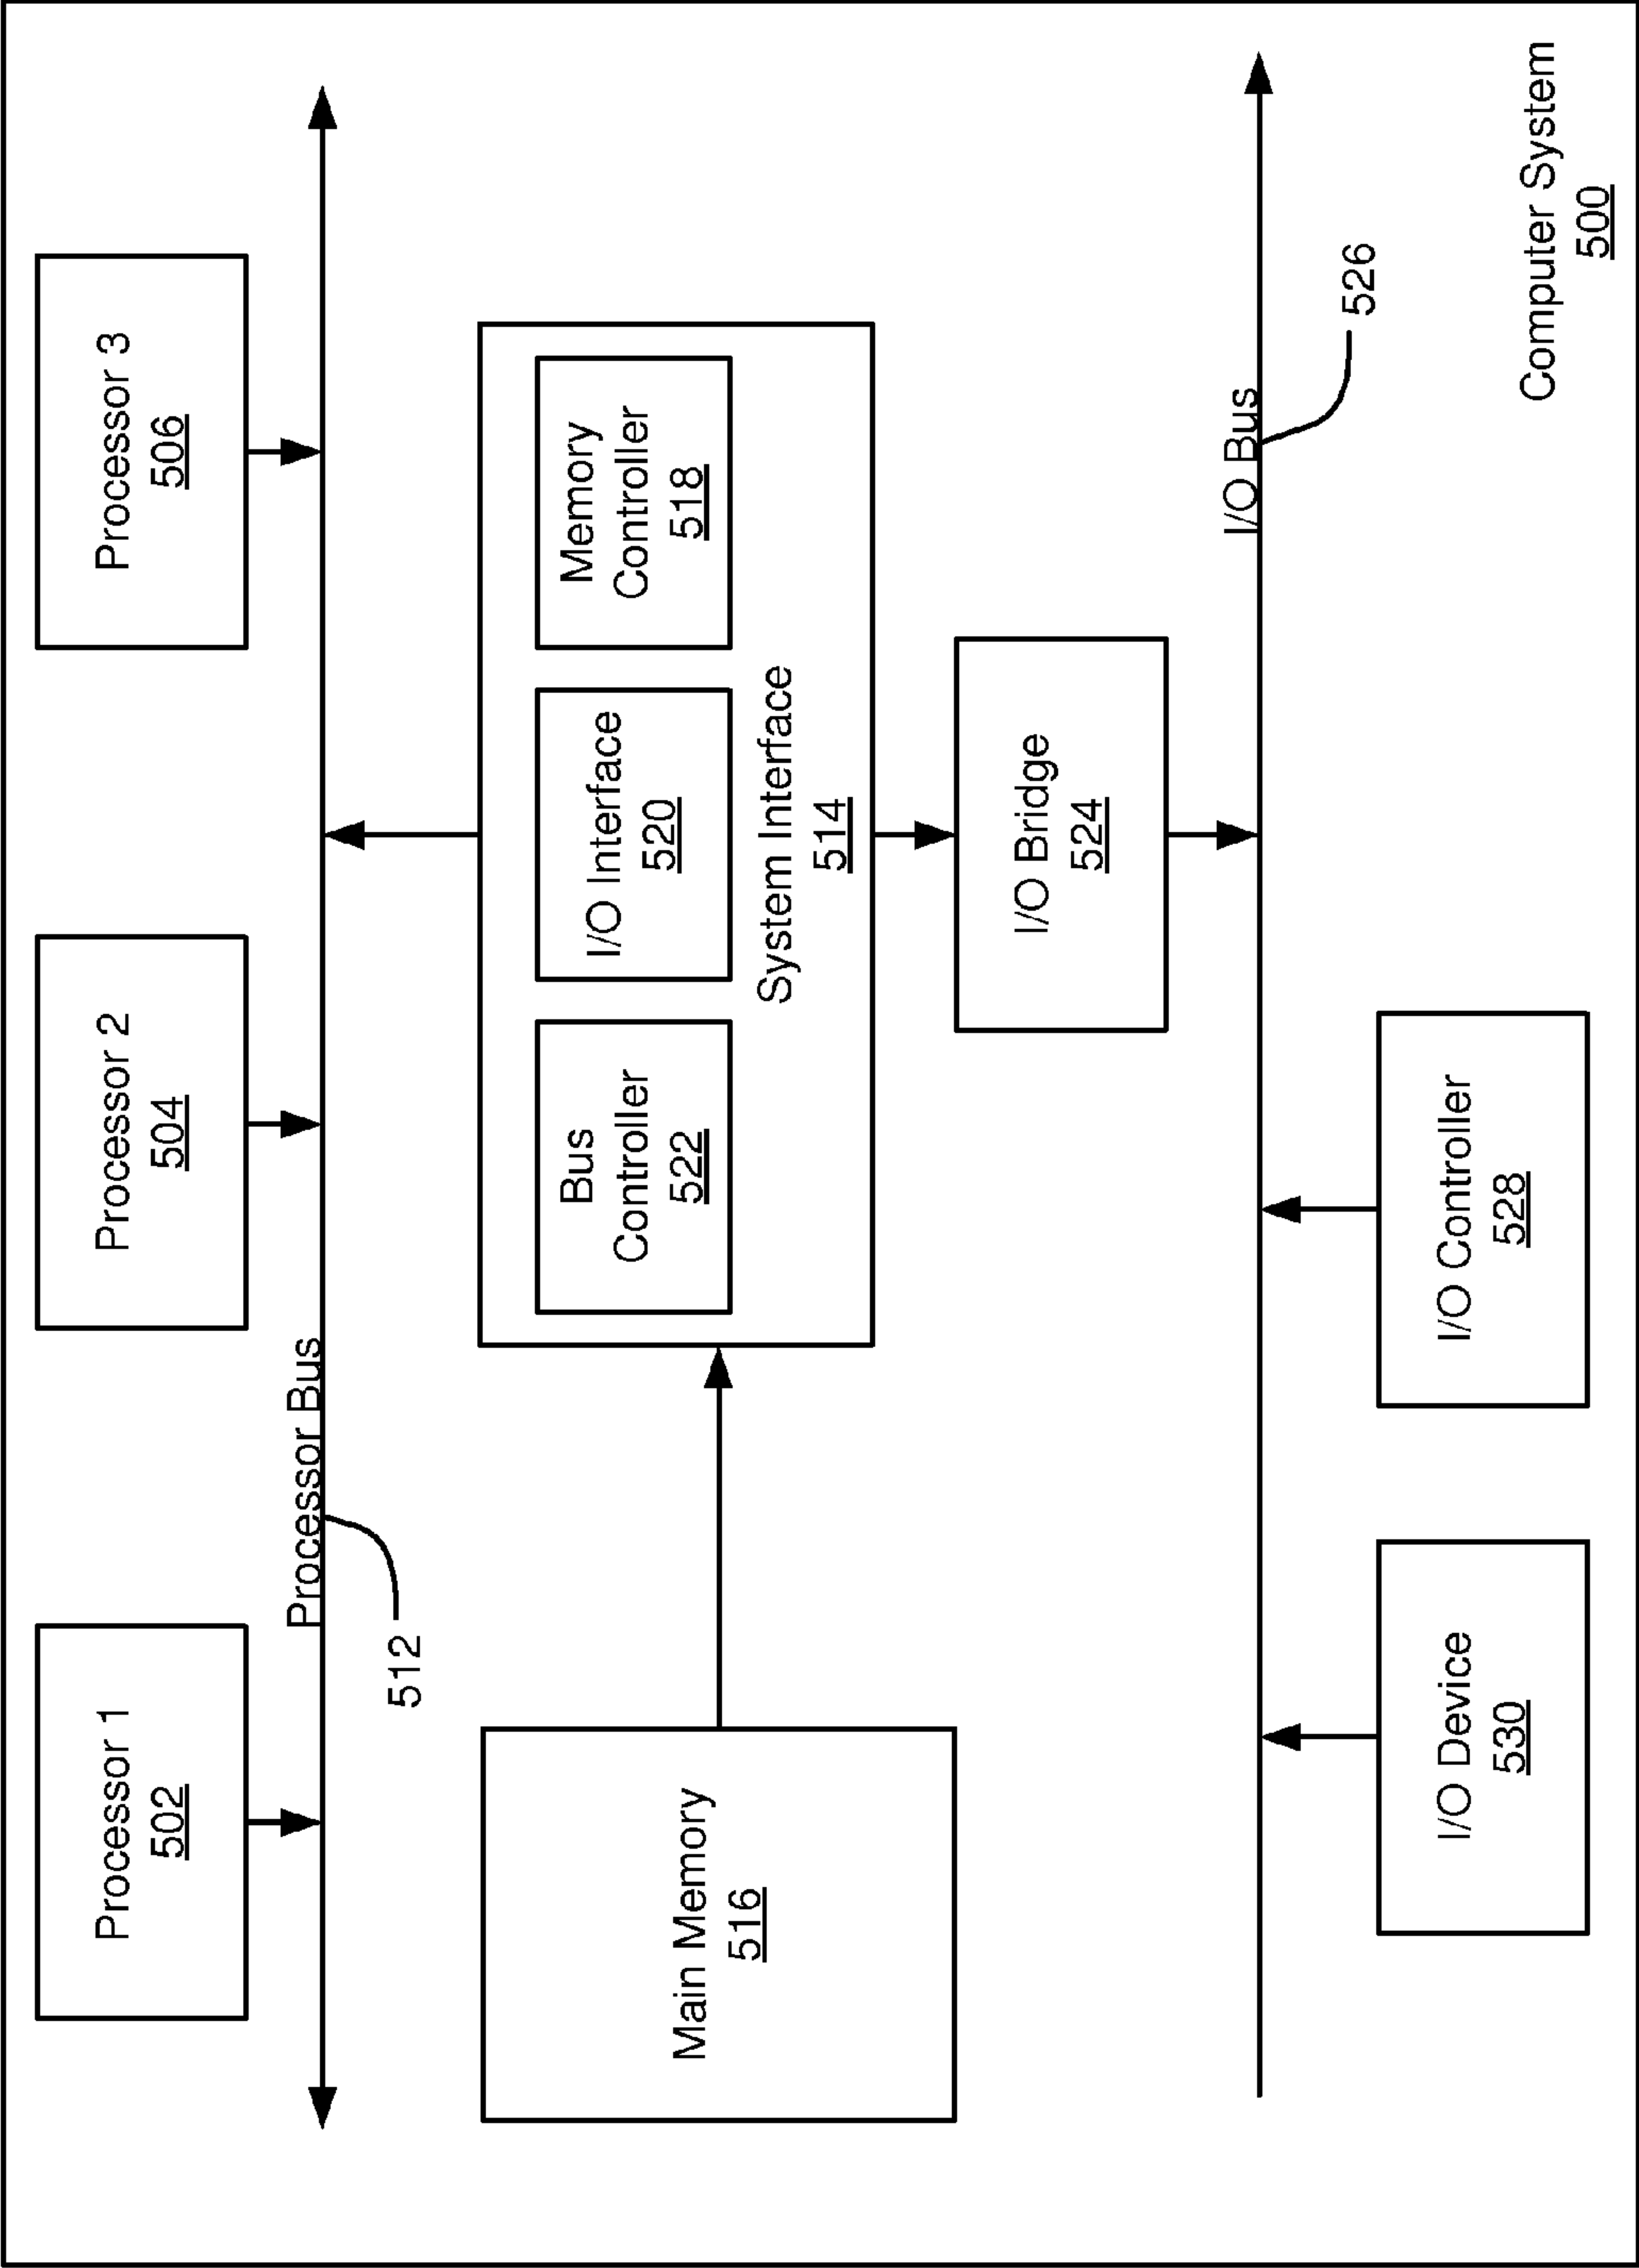 Processor 1
502
Processor 2
504
Processor 3
506
Processor Bus
512
Main Memory
516
Bus
Controller
522
I/O Interface
520
Memory
Controller
518
System Interface
514
I/O Bridge
524
I/O Bus
526
I/O Device
530
I/O Controller
528
Computer System
500